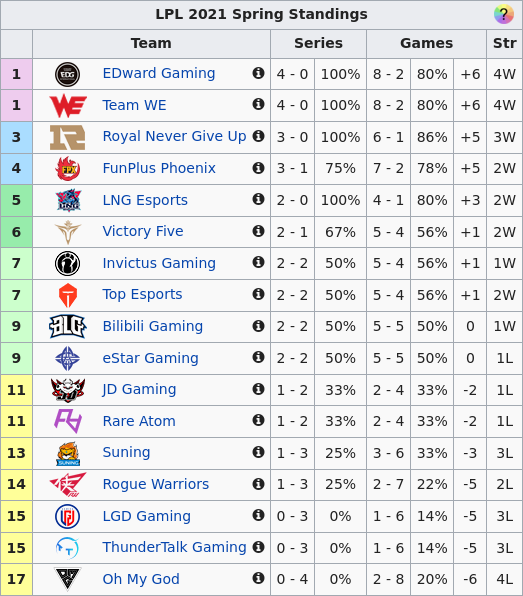 LPL 2021 Spring Standings ?
Team Series Games Str
1 EDG EDward Gaming 4 - 0 100% 8 - 2 80% +6 4W
1 WE Team WE 4 - 0 100% 8 - 2 80% +6 4W
3 Royal Never Give Up 3 - 0 100% 6 - 1 86% +5 3W
4 FPX FunPlus Phoenix 3 - 1 75% 7 - 2 78% +5 2W
5 LNG LNG Esports 2 - 0 100% 4 - 1 80% +3 2W
6 Victory Five 2 - 1 67% 5 - 4 56% +1 2W
7 Invictus Gaming 2 - 2 50% 5 - 4 56% +1 1W
7 Top Esports 2 - 2 50% 5 - 4 56% +1 2W
9 BLG Bilibili Gaming 2 - 2 50% 5 - 5 50% 0 1W
9 eStar Gaming 2 - 2 50% 5 - 5 50% 0 1L
11 JD Gaming 1 - 2 33% 2 - 4 33% -2 1L
11 Rare Atom 1 - 2 33% 2 - 4 33% -2 1L
13 SUNING Suning 1 - 3 25% 3 - 6 33% -3 3L
14 Rogue Warriors 1 - 3 25% 2 - 7 22% -5 2L
15 LGD Gaming 0 - 3 0% 1 - 6 14% -5 3L
15 ThunderTalk Gaming 0 - 3 0% 1 - 6 14% -5 3L
17 Oh My God 0 - 4 0% 2 - 8 20% -6 4L